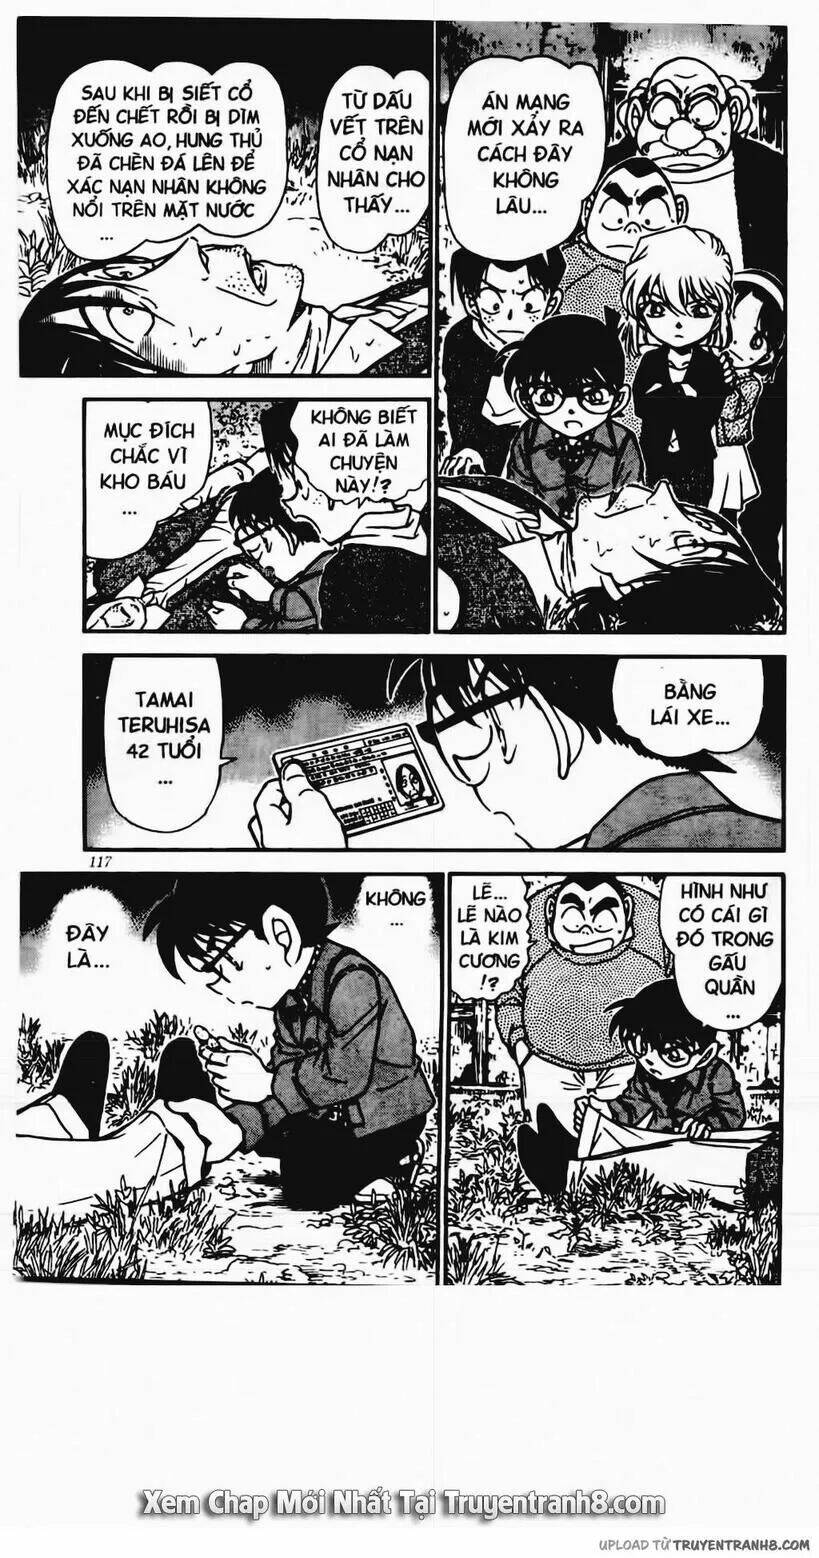 ÁN MẠNG
MỚI XẢY RA
CÁCH ĐÂY
KHÔNG
LÂU...
TỪ DẤU
VẾT TRÊN
CỔ NẠN
NHÂN CHO
THẤY...
SAU KHI BỊ SIẾT CỔ
ĐẾN CHẾT RỒI BỊ DÌM
XUỐNG AO, HUNG THỦ
ĐÃ CHÈN ĐÁ LÊN ĐỂ
XÁC NẠN NHÂN KHÔNG
NỔI TRÊN MẶT NƯỚC
...
KHÔNG BIẾT
AI ĐÃ LÀM
CHUYỆN
NÀY!?
MỤC ĐÍCH
CHẮC VÌ
KHO BÁU
...
BẰNG
LÁI XE...
TAMAI
TERUHISA
42 TUỔI
...
117
HÌNH NHƯ
CÓ CÁI GÌ
ĐÓ TRONG
GẤU
QUẦN
...
LẼ...
LẼ NÀO
LÀ KIM
CƯƠNG
!?
KHÔNG
...
ĐÂY
LÀ...
Xem Chap Mới Nhất Tại Truyentranh8.com
UPLOAD TỪ TRUYENTRANH8.COM